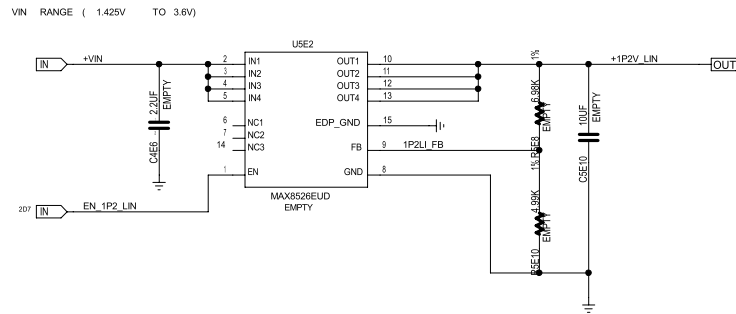 VIN RANGE ( 1.425V TO 3.6V)
U5E2
IN
+VIN
2 IN1 OUT1 10
3 IN2 OUT2 11
4 IN3 OUT3 12
5 IN4 OUT4 13
6 NC1
7 NC2
14 NC3
EDP_GND 15
FB 9 1P2LI_FB
1 EN GND 8
MAX8526EUD
EMPTY
2.2UF
EMPTY
C4E6
2D7 IN EN_1P2_LIN
1%
6.98K
EMPTY
R5E8
1%
4.99K
EMPTY
R5E10
10UF
EMPTY
C5E10
+1P2V_LIN
OUT